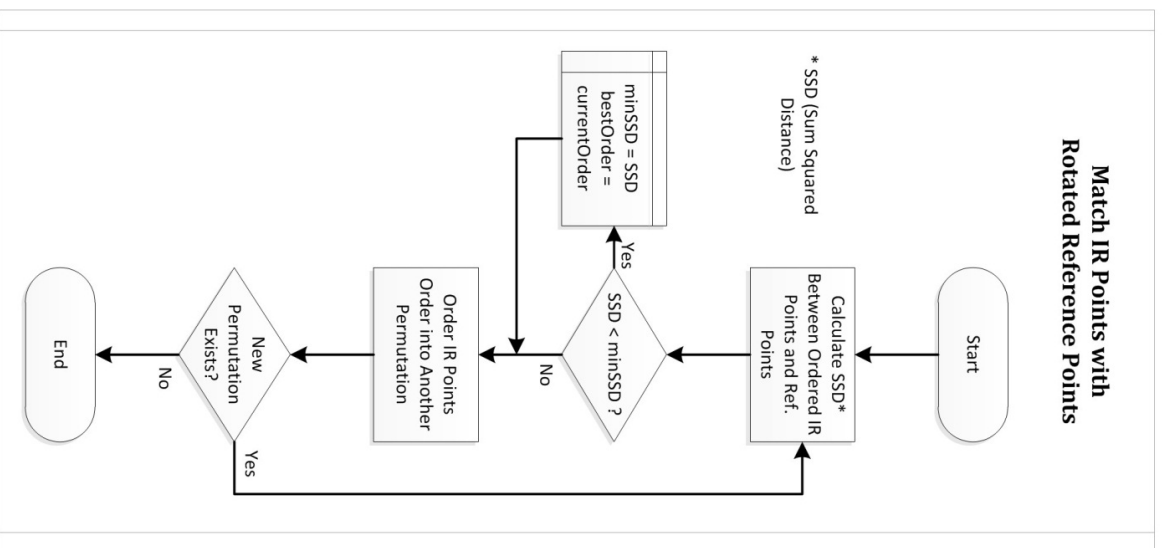 Match IR Points with
Rotated Reference Points
Start
Calculate SSD*
Between Ordered IR
Points and Ref.
Points
* SSD (Sum Squared
Distance)
SSD < minSSD ?
Yes
No
minSSD = SSD
bestOrder =
currentOrder
Order IR Points
Order into Another
Permutation
New
Permutation
Exists?
Yes
No
End